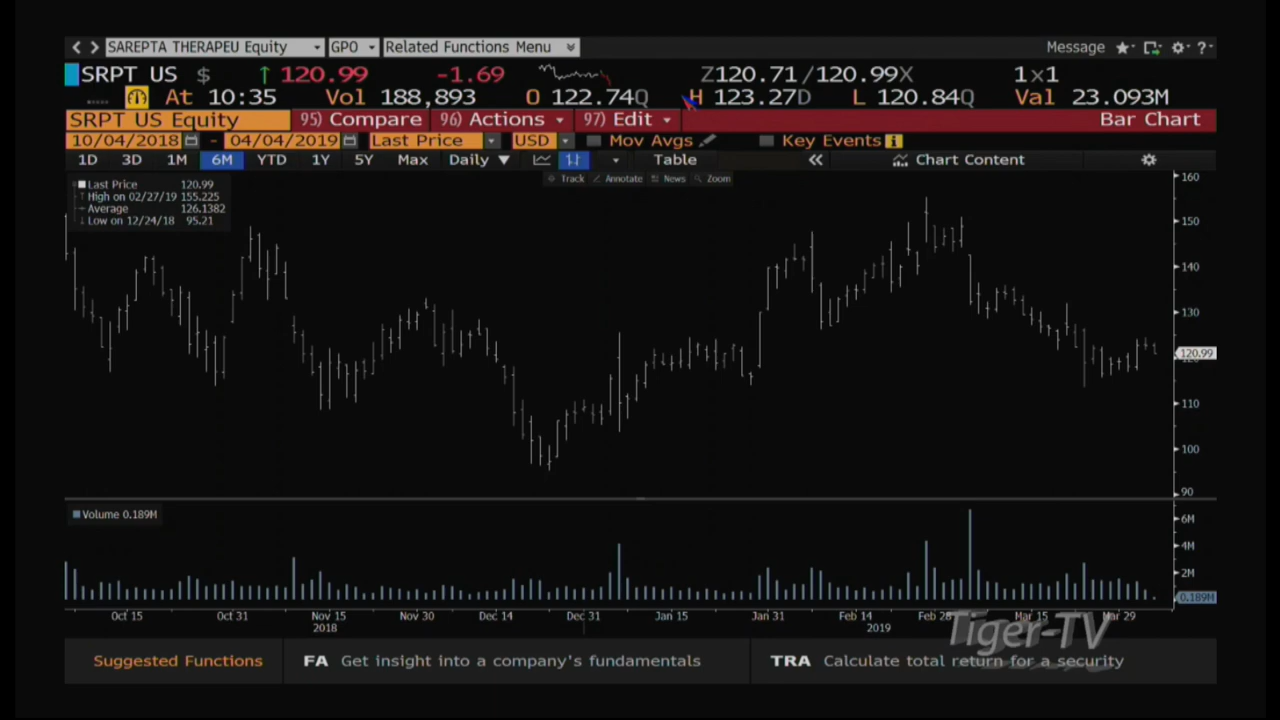 SAREPTA THERAPEU Equity GPO Related Functions Menu Message ?
SRPT US $ ↑ 120.99 -1.69 Z120.71/120.99X 1x1
At 10:35 Vol 188,893 O 122.74Q H 123.27D L 120.84Q Val 23.093M
SRPT US Equity 95) Compare 96) Actions 97) Edit Bar Chart
10/04/2018 - 04/04/2019 Last Price USD Mov Avgs Key Events i
1D 3D 1M 6M YTD 1Y 5Y Max Daily ▼ Table « Chart Content
Track Annotate News Zoom
Last Price 120.99
High on 02/27/19 155.225
Average 126.1382
Low on 12/24/18 95.21
160
150
140
130
120.99
120
110
100
90
Volume 0.189M
6M
4M
2M
0.189M
Oct 15 Oct 31 Nov 15 Nov 30 Dec 14 Dec 31 Jan 15 Jan 31 Feb 14 Feb 28 Mar 15 Mar 29
2018 2019
Tiger-TV
Suggested Functions FA Get insight into a company's fundamentals TRA Calculate total return for a security